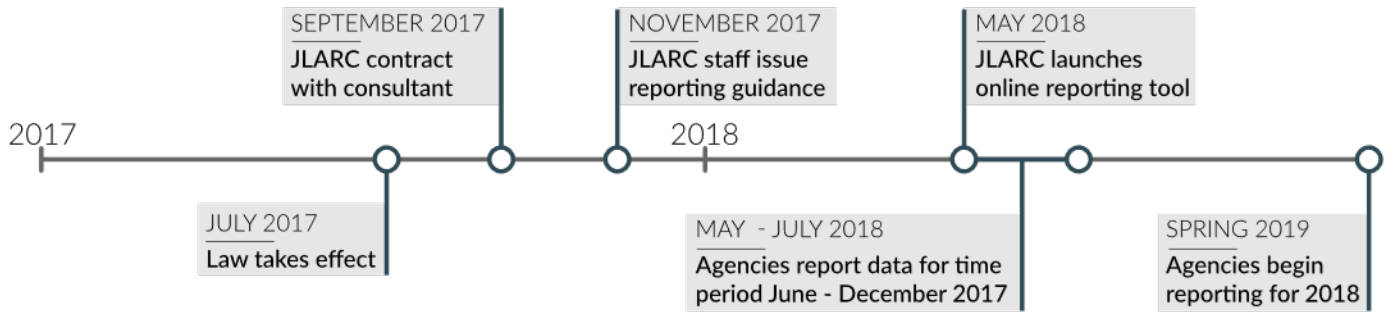 SEPTEMBER 2017
JLARC contract
with consultant
NOVEMBER 2017
JLARC staff issue
reporting guidance
MAY 2018
JLARC launches
online reporting tool
2017
2018
JULY 2017
Law takes effect
MAY - JULY 2018
Agencies report data for time
period June - December 2017
SPRING 2019
Agencies begin
reporting for 2018